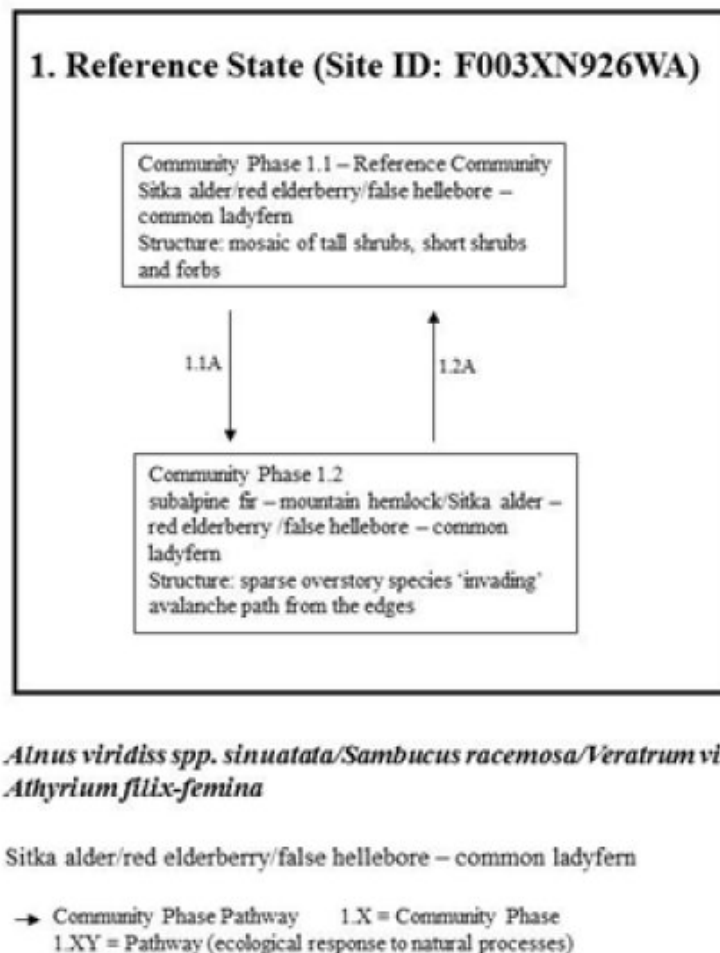 1. Reference State (Site ID: F003XN926WA)
Community Phase 1.1 – Reference Community
Sitka alder/red elderberry/false hellebore –
common ladyfern
Structure: mosaic of tall shrubs, short shrubs
and forbs
1.1A
1.2A
Community Phase 1.2
subalpine fir – mountain hemlock/Sitka alder –
red elderberry /false hellebore – common
ladyfern
Structure: sparse overstory species ‘invading’
avalanche path from the edges
Alnus viridiss spp. sinuatata/Sambucus racemosa/Veratrum vi
Athyrium filix-femina
Sitka alder/red elderberry/false hellebore – common ladyfern
Community Phase Pathway 1.X = Community Phase
1.XY = Pathway (ecological response to natural processes)